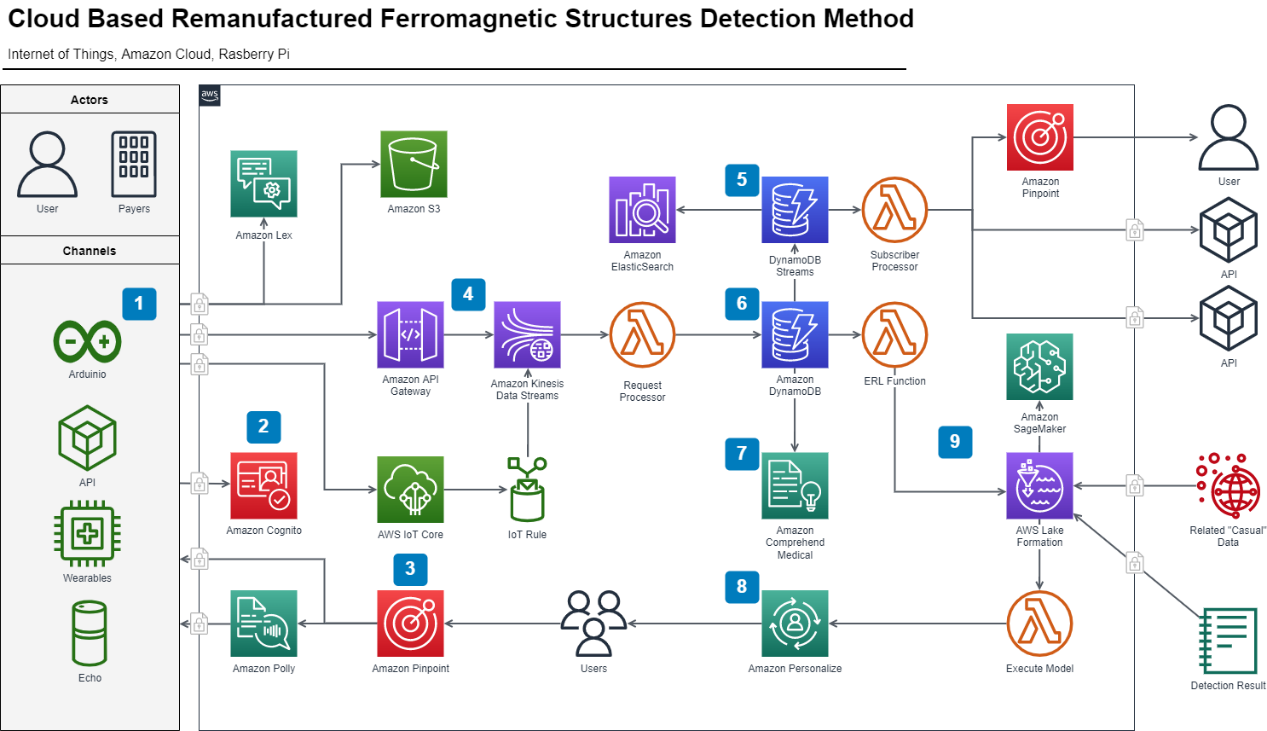 Cloud Based Remanufactured Ferromagnetic Structures Detection Method
Internet of Things, Amazon Cloud, Rasberry Pi
Actors
User
Payers
Channels
1
Arduinio
API
Wearables
Echo
aws
Amazon Lex
Amazon S3
4
Amazon API
Gateway
Amazon Kinesis
Data Streams
Request
Processor
2
Amazon Cognito
AWS IoT Core
IoT Rule
3
Amazon Polly
Amazon Pinpoint
Users
5
Amazon
ElasticSearch
DynamoDB
Streams
Subscriber
Processor
6
Amazon
DynamoDB
ERL Function
7
Amazon
Comprehend
Medical
8
Amazon Personalize
Amazon
Pinpoint
Amazon
SageMaker
9
AWS Lake
Formation
Execute Model
User
API
API
Related "Casual"
Data
Detection Result